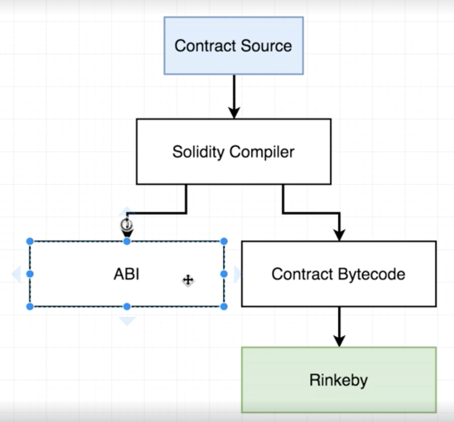 Contract Source
Solidity Compiler
ABI
Contract Bytecode
Rinkeby